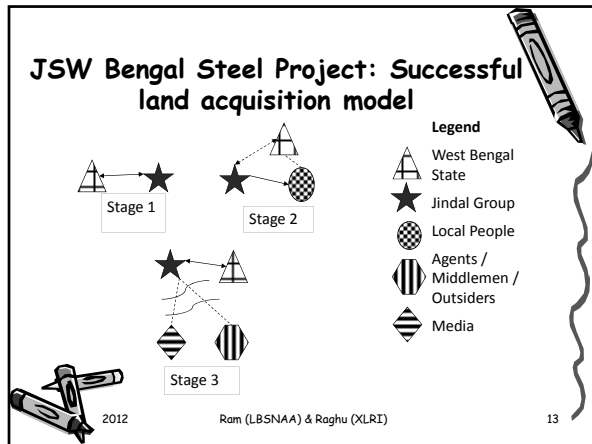 JSW Bengal Steel Project: Successful
land acquisition model
Stage 1
Stage 2
Stage 3
Legend
West Bengal
State
Jindal Group
Local People
Agents /
Middlemen /
Outsiders
Media
2012
Ram (LBSNAA) & Raghu (XLRI)
13